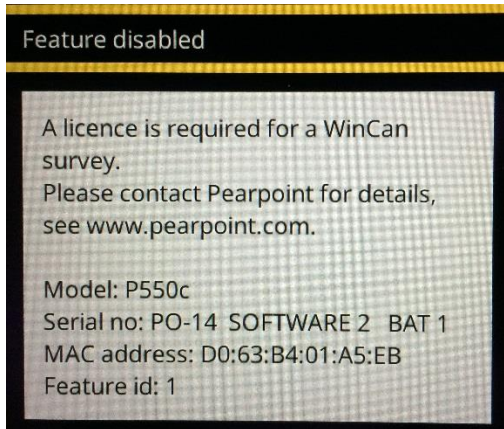 Feature disabled
A licence is required for a WinCan
survey.
Please contact Pearpoint for details,
see www.pearpoint.com.
Model: P550c
Serial no: PO-14 SOFTWARE 2 BAT 1
MAC address: D0:63:B4:01:A5:EB
Feature id: 1